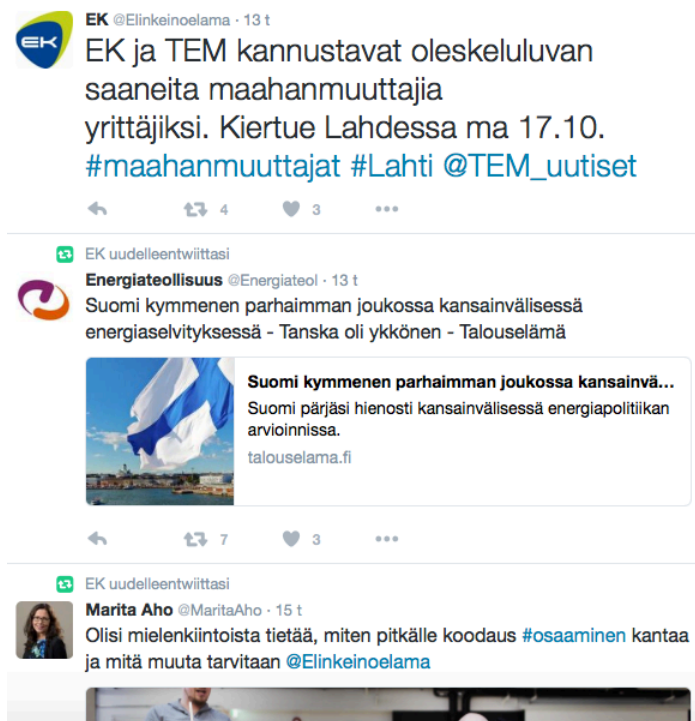 EK
EK @Elinkeinoelama · 13 t
EK ja TEM kannustavat oleskeluluvan
saaneita maahanmuuttajia
yrittäjiksi. Kiertue Lahdessa ma 17.10.
#maahanmuuttajat #Lahti @TEM_uutiset
4 3
EK uudelleentwiittasi
Energiateollisuus @Energiateol · 13 t
Suomi kymmenen parhaimman joukossa kansainvälisessä
energiaselvityksessä - Tanska oli ykkönen - Talouselämä
Suomi kymmenen parhaimman joukossa kansainvä...
Suomi pärjäsi hienosti kansainvälisessä energiapolitiikan
arvioinnissa.
talouselama.fi
7 3
EK uudelleentwiittasi
Marita Aho @MaritaAho · 15 t
Olisi mielenkiintoista tietää, miten pitkälle koodaus #osaaminen kantaa
ja mitä muuta tarvitaan @Elinkeinoelama